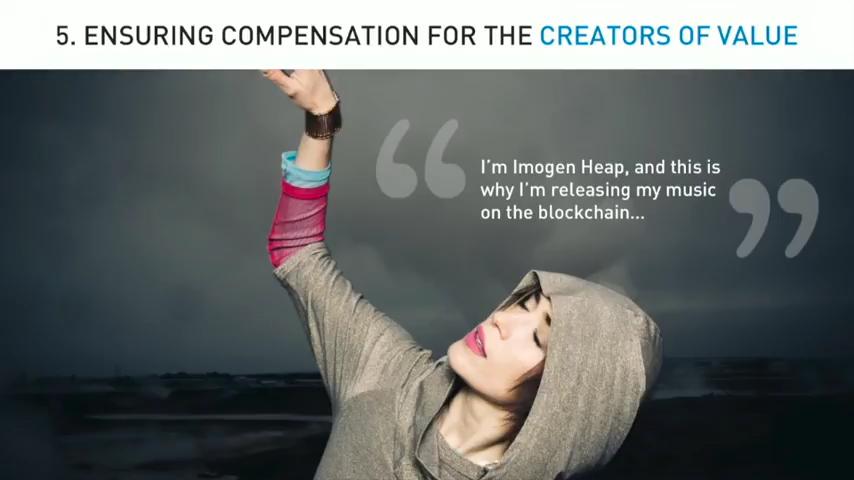 5. ENSURING COMPENSATION FOR THE CREATORS OF VALUE
“I’m Imogen Heap, and this is
why I’m releasing my music
on the blockchain...”